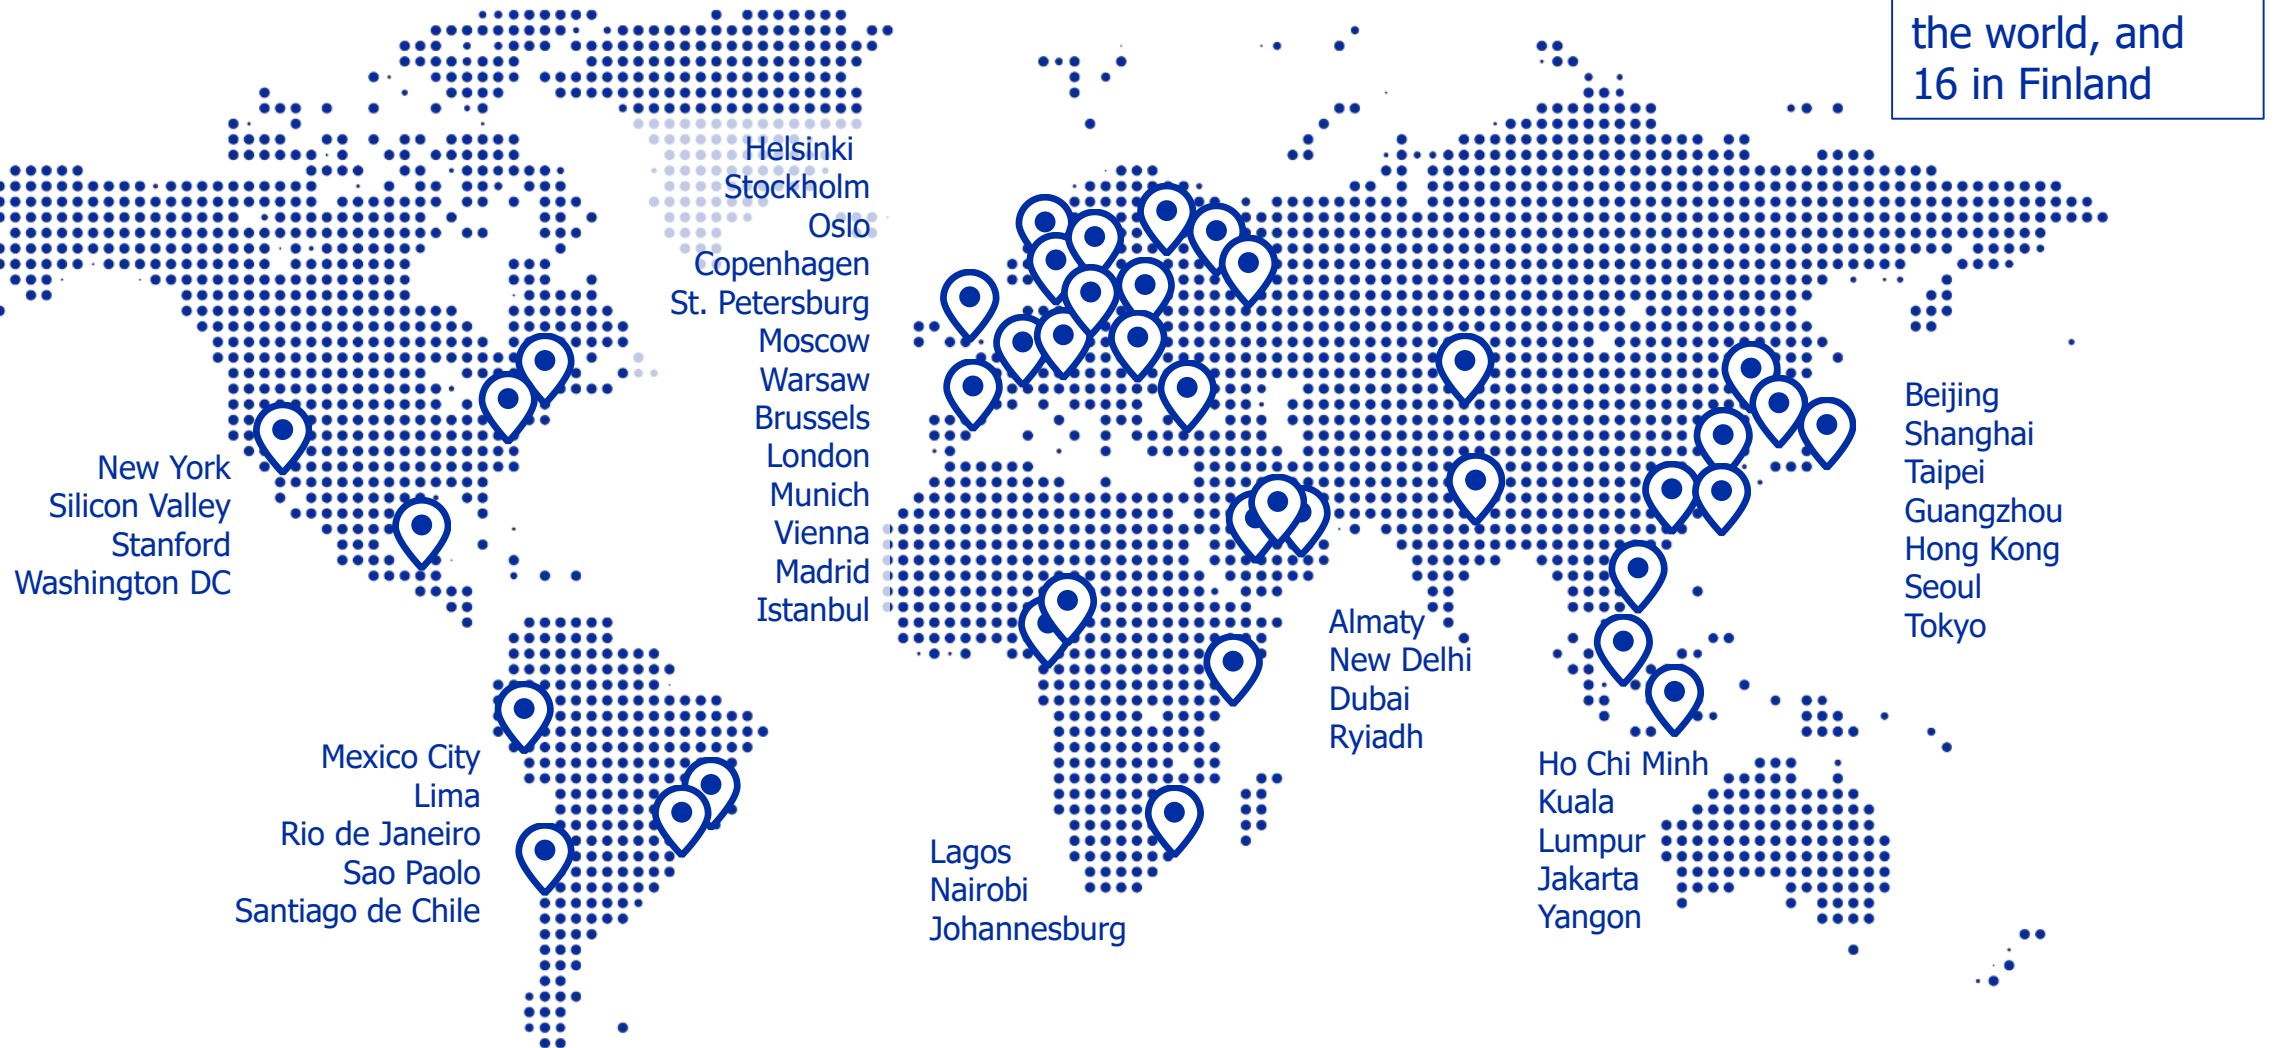 the world, and
16 in Finland
Helsinki
Stockholm
Oslo
Copenhagen
St. Petersburg
Moscow
Warsaw
Brussels
London
Munich
Vienna
Madrid
Istanbul
New York
Silicon Valley
Stanford
Washington DC
Beijing
Shanghai
Taipei
Guangzhou
Hong Kong
Seoul
Tokyo
Almaty
New Delhi
Dubai
Ryiadh
Mexico City
Lima
Rio de Janeiro
Sao Paolo
Santiago de Chile
Lagos
Nairobi
Johannesburg
Ho Chi Minh
Kuala
Lumpur
Jakarta
Yangon